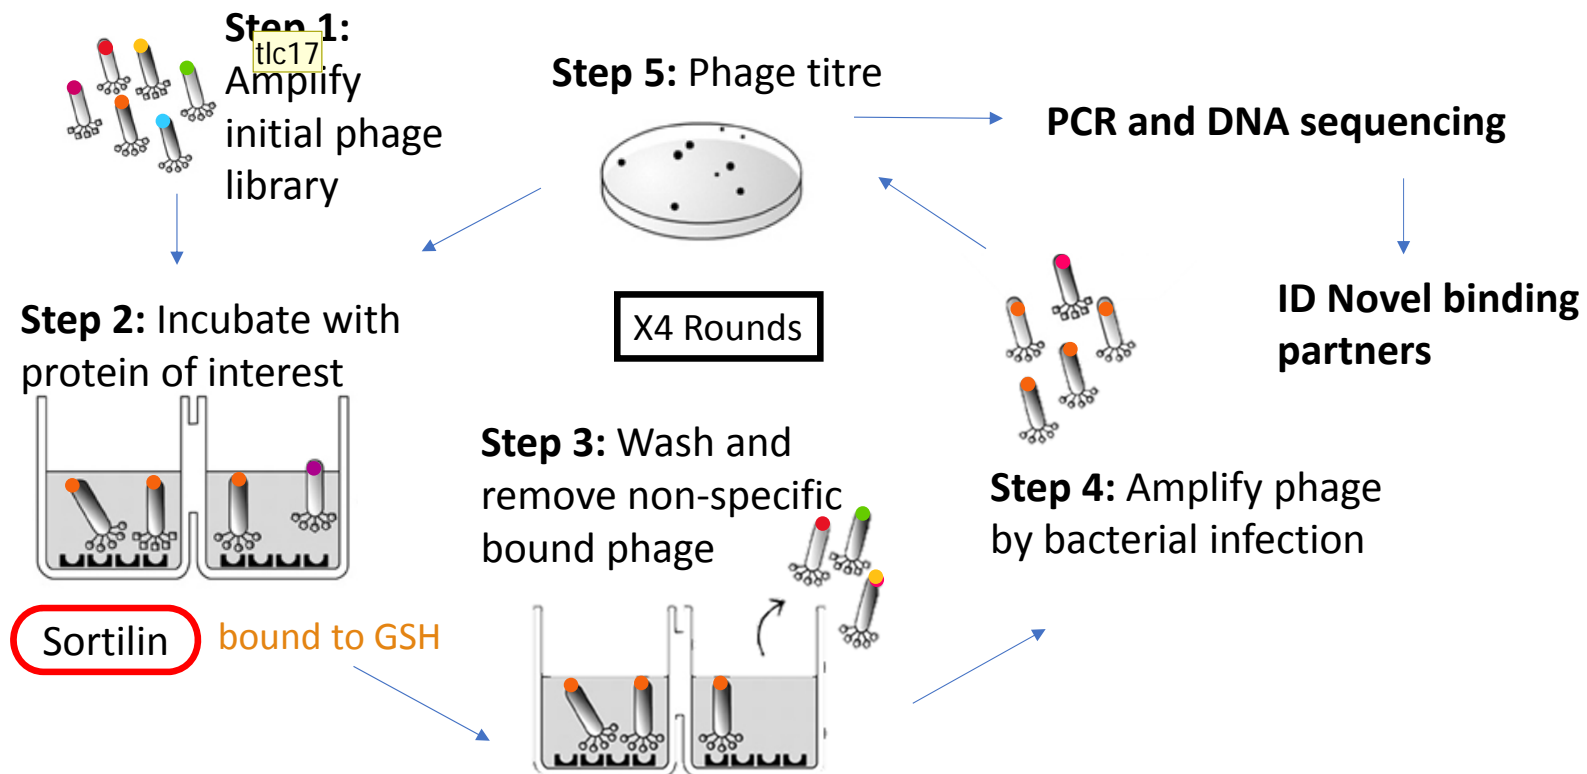 Step 1:
tlc17
Amplify
initial phage
library
Step 5: Phage titre
PCR and DNA sequencing
Step 2: Incubate with
protein of interest
X4 Rounds
ID Novel binding
partners
Step 3: Wash and
remove non-specific
bound phage
Step 4: Amplify phage
by bacterial infection
Sortilin
bound to GSH